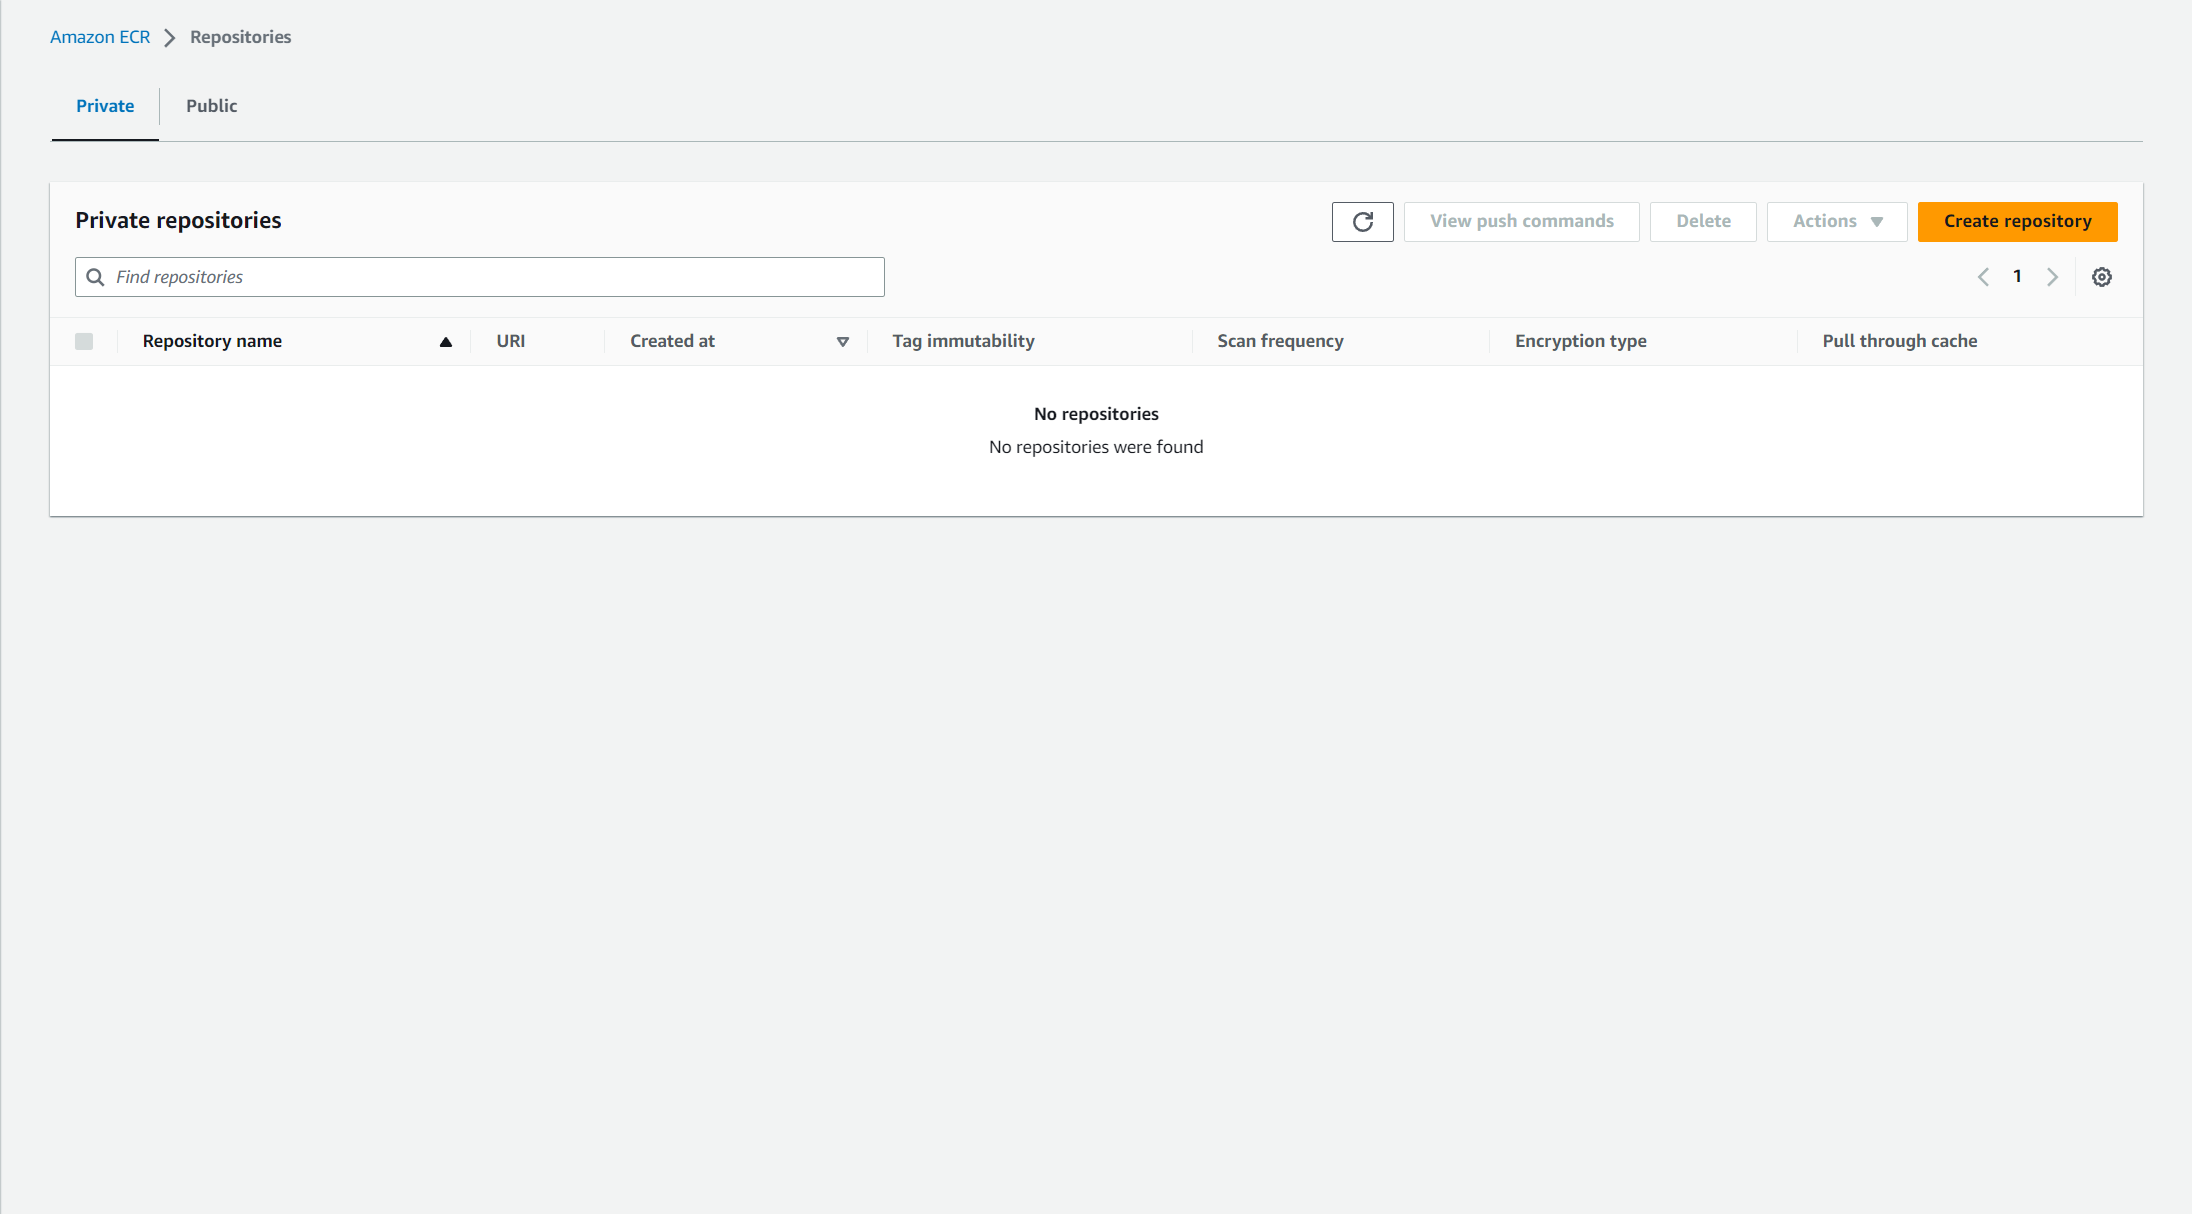 Amazon ECR > Repositories
Private Public
Private repositories View push commands Delete Actions Create repository
Find repositories 1
Repository name URI Created at Tag immutability Scan frequency Encryption type Pull through cache
No repositories
No repositories were found